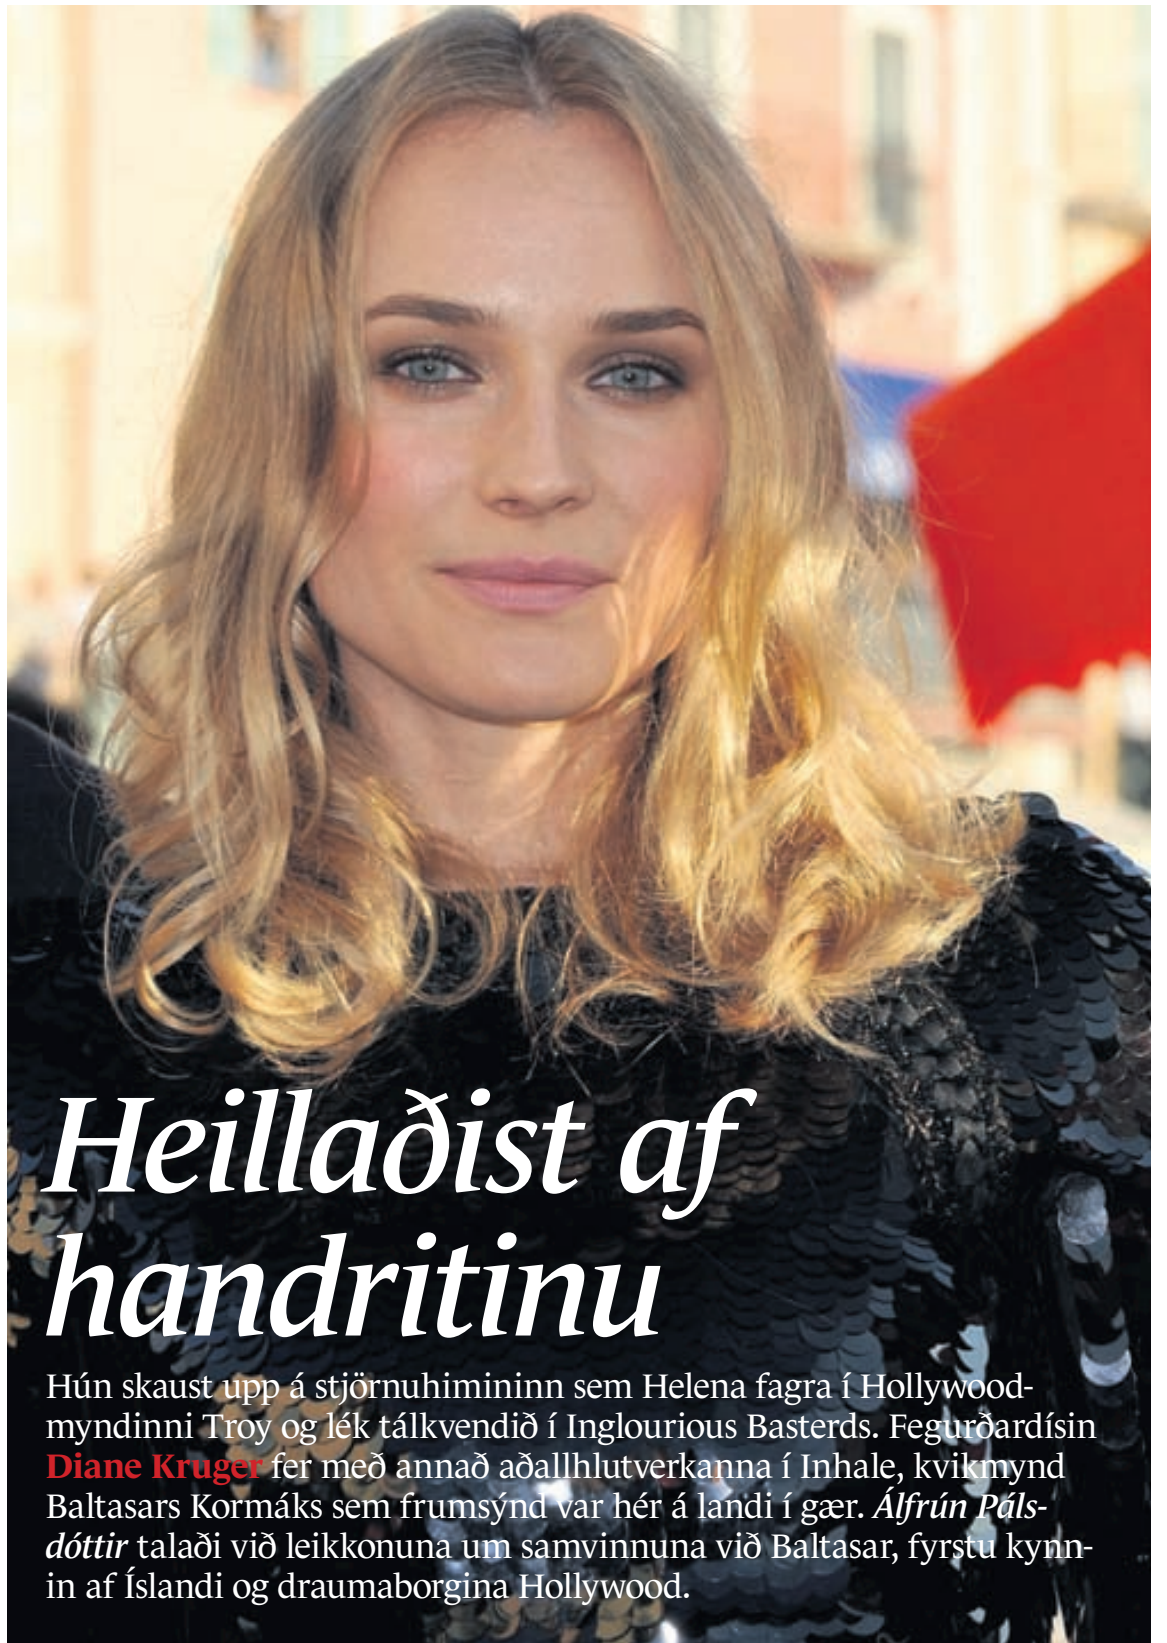 Heillaðist af
handritinu
Hún skaust upp á stjörnuhimininn sem Helena fagra í Hollywood-
myndinni Troy og lék tálkvendið í Inglourious Basterds. Fegurðardísin
Diane Kruger fer með annað aðallhlutverkanna í Inhale, kvikmynd
Baltasars Kormáks sem frumsýnd var hér á landi í gær. Álfrún Páls-
dóttir talaði við leikkonuna um samvinnuna við Baltasar, fyrstu kynn-
in af Íslandi og draumaborgina Hollywood.